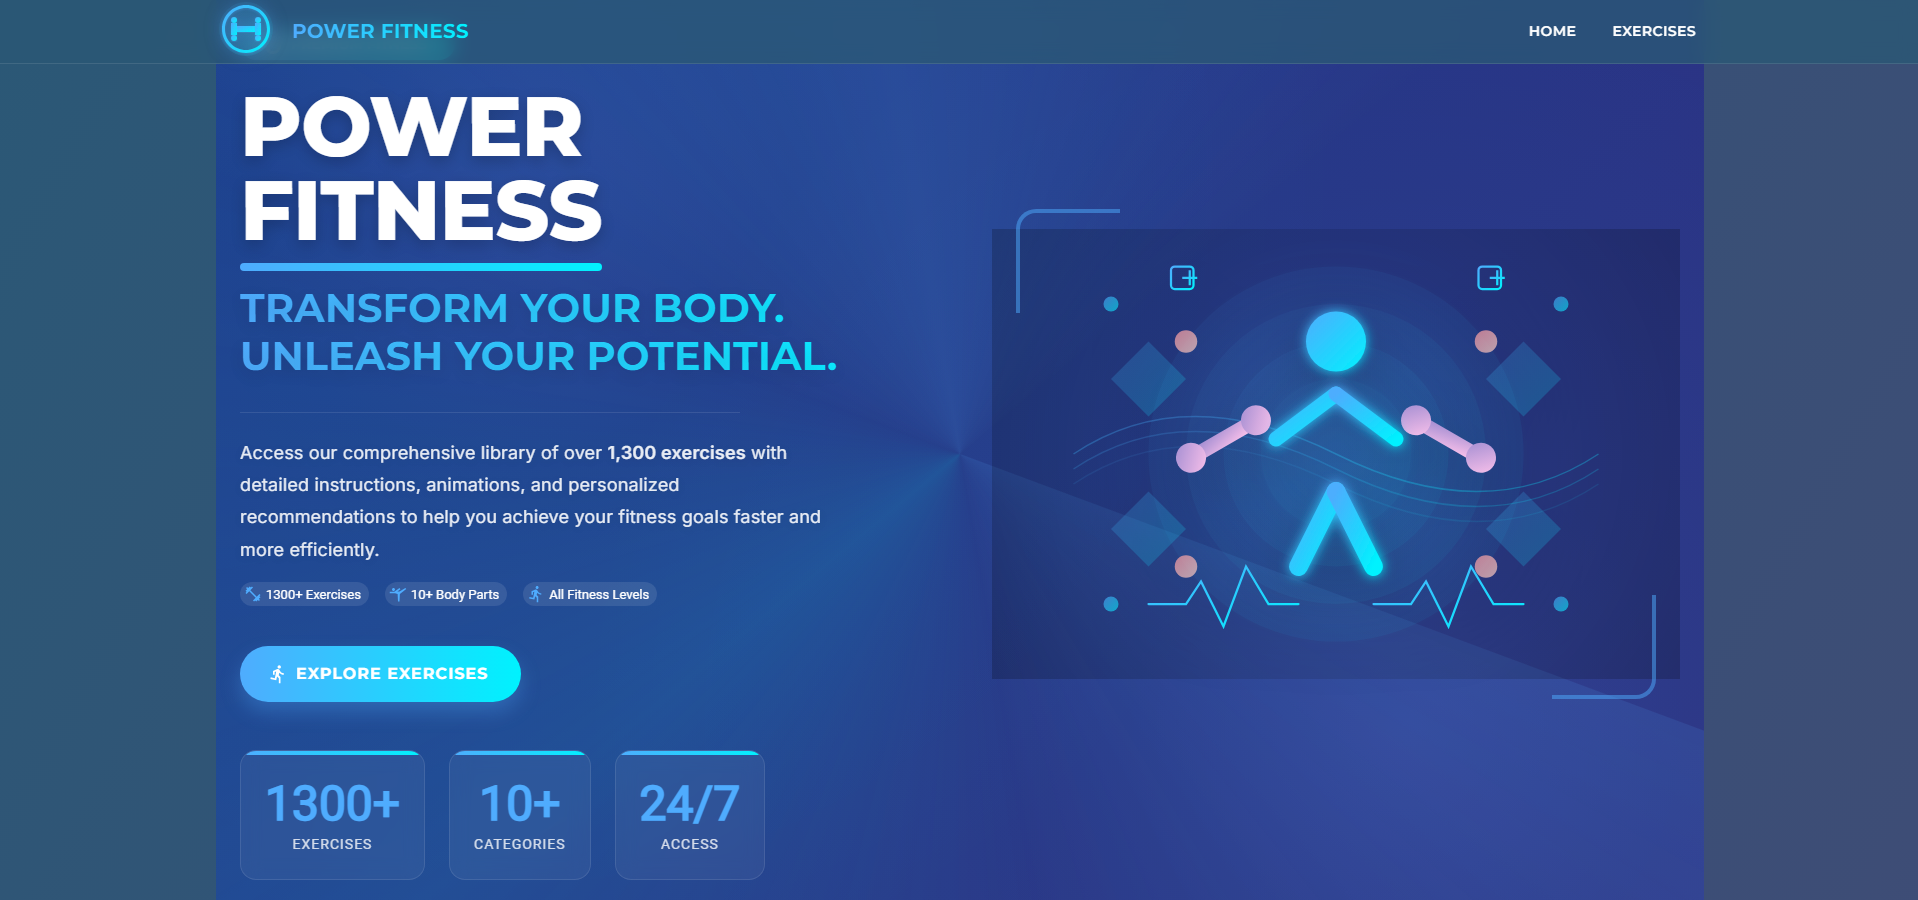 POWER FITNESS
HOME
EXERCISES
POWER
FITNESS
TRANSFORM YOUR BODY.
UNLEASH YOUR POTENTIAL.
Access our comprehensive library of over 1,300 exercises with
detailed instructions, animations, and personalized
recommendations to help you achieve your fitness goals faster and
more efficiently.
1300+ Exercises
10+ Body Parts
All Fitness Levels
EXPLORE EXERCISES
1300+
EXERCISES
10+
CATEGORIES
24/7
ACCESS